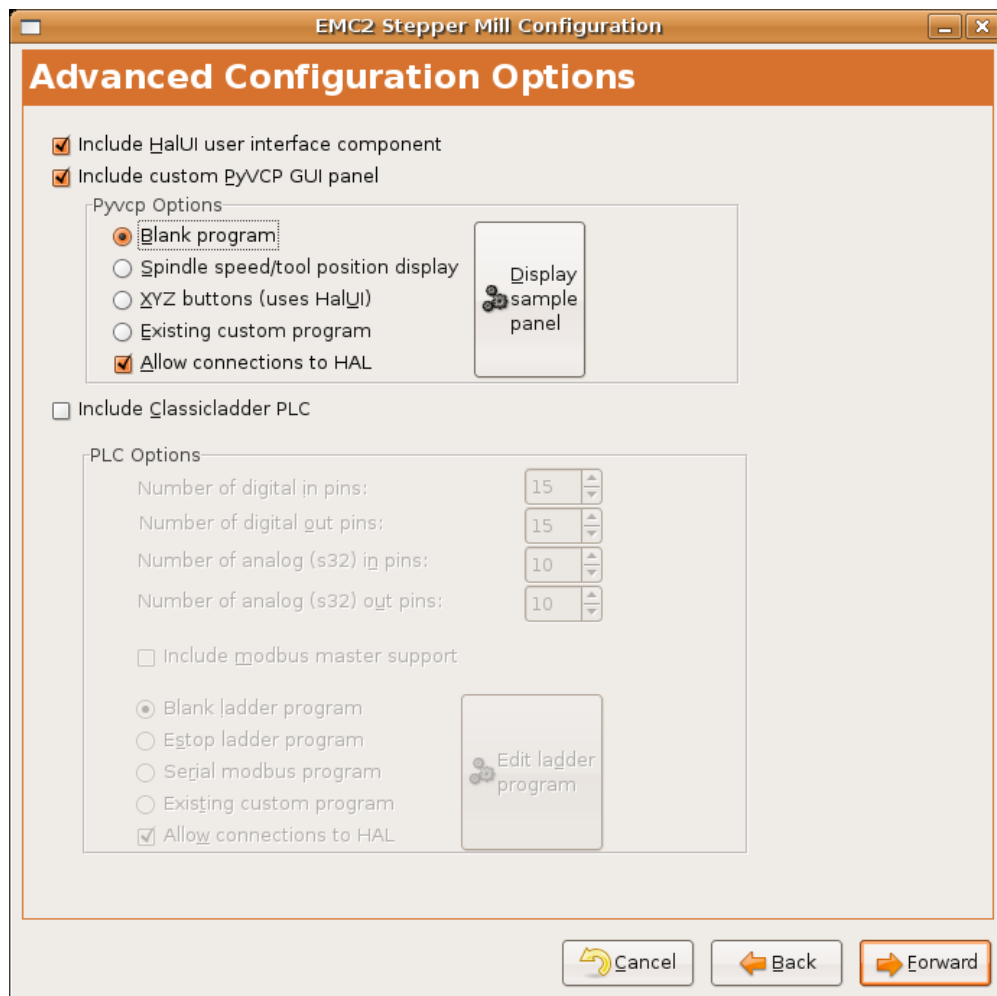 EMC2 Stepper Mill Configuration
Advanced Configuration Options
Include HalUI user interface component
Include custom PyVCP GUI panel
Pyvcp Options
Blank program
Spindle speed/tool position display
XYZ buttons (uses HalUI)
Existing custom program
Allow connections to HAL
Display
sample
panel
Include Classicladder PLC
PLC Options
Number of digital in pins: 15
Number of digital out pins: 15
Number of analog (s32) in pins: 10
Number of analog (s32) out pins: 10
Include modbus master support
Blank ladder program
Estop ladder program
Serial modbus program
Existing custom program
Allow connections to HAL
Edit ladder
program
Cancel Back Forward